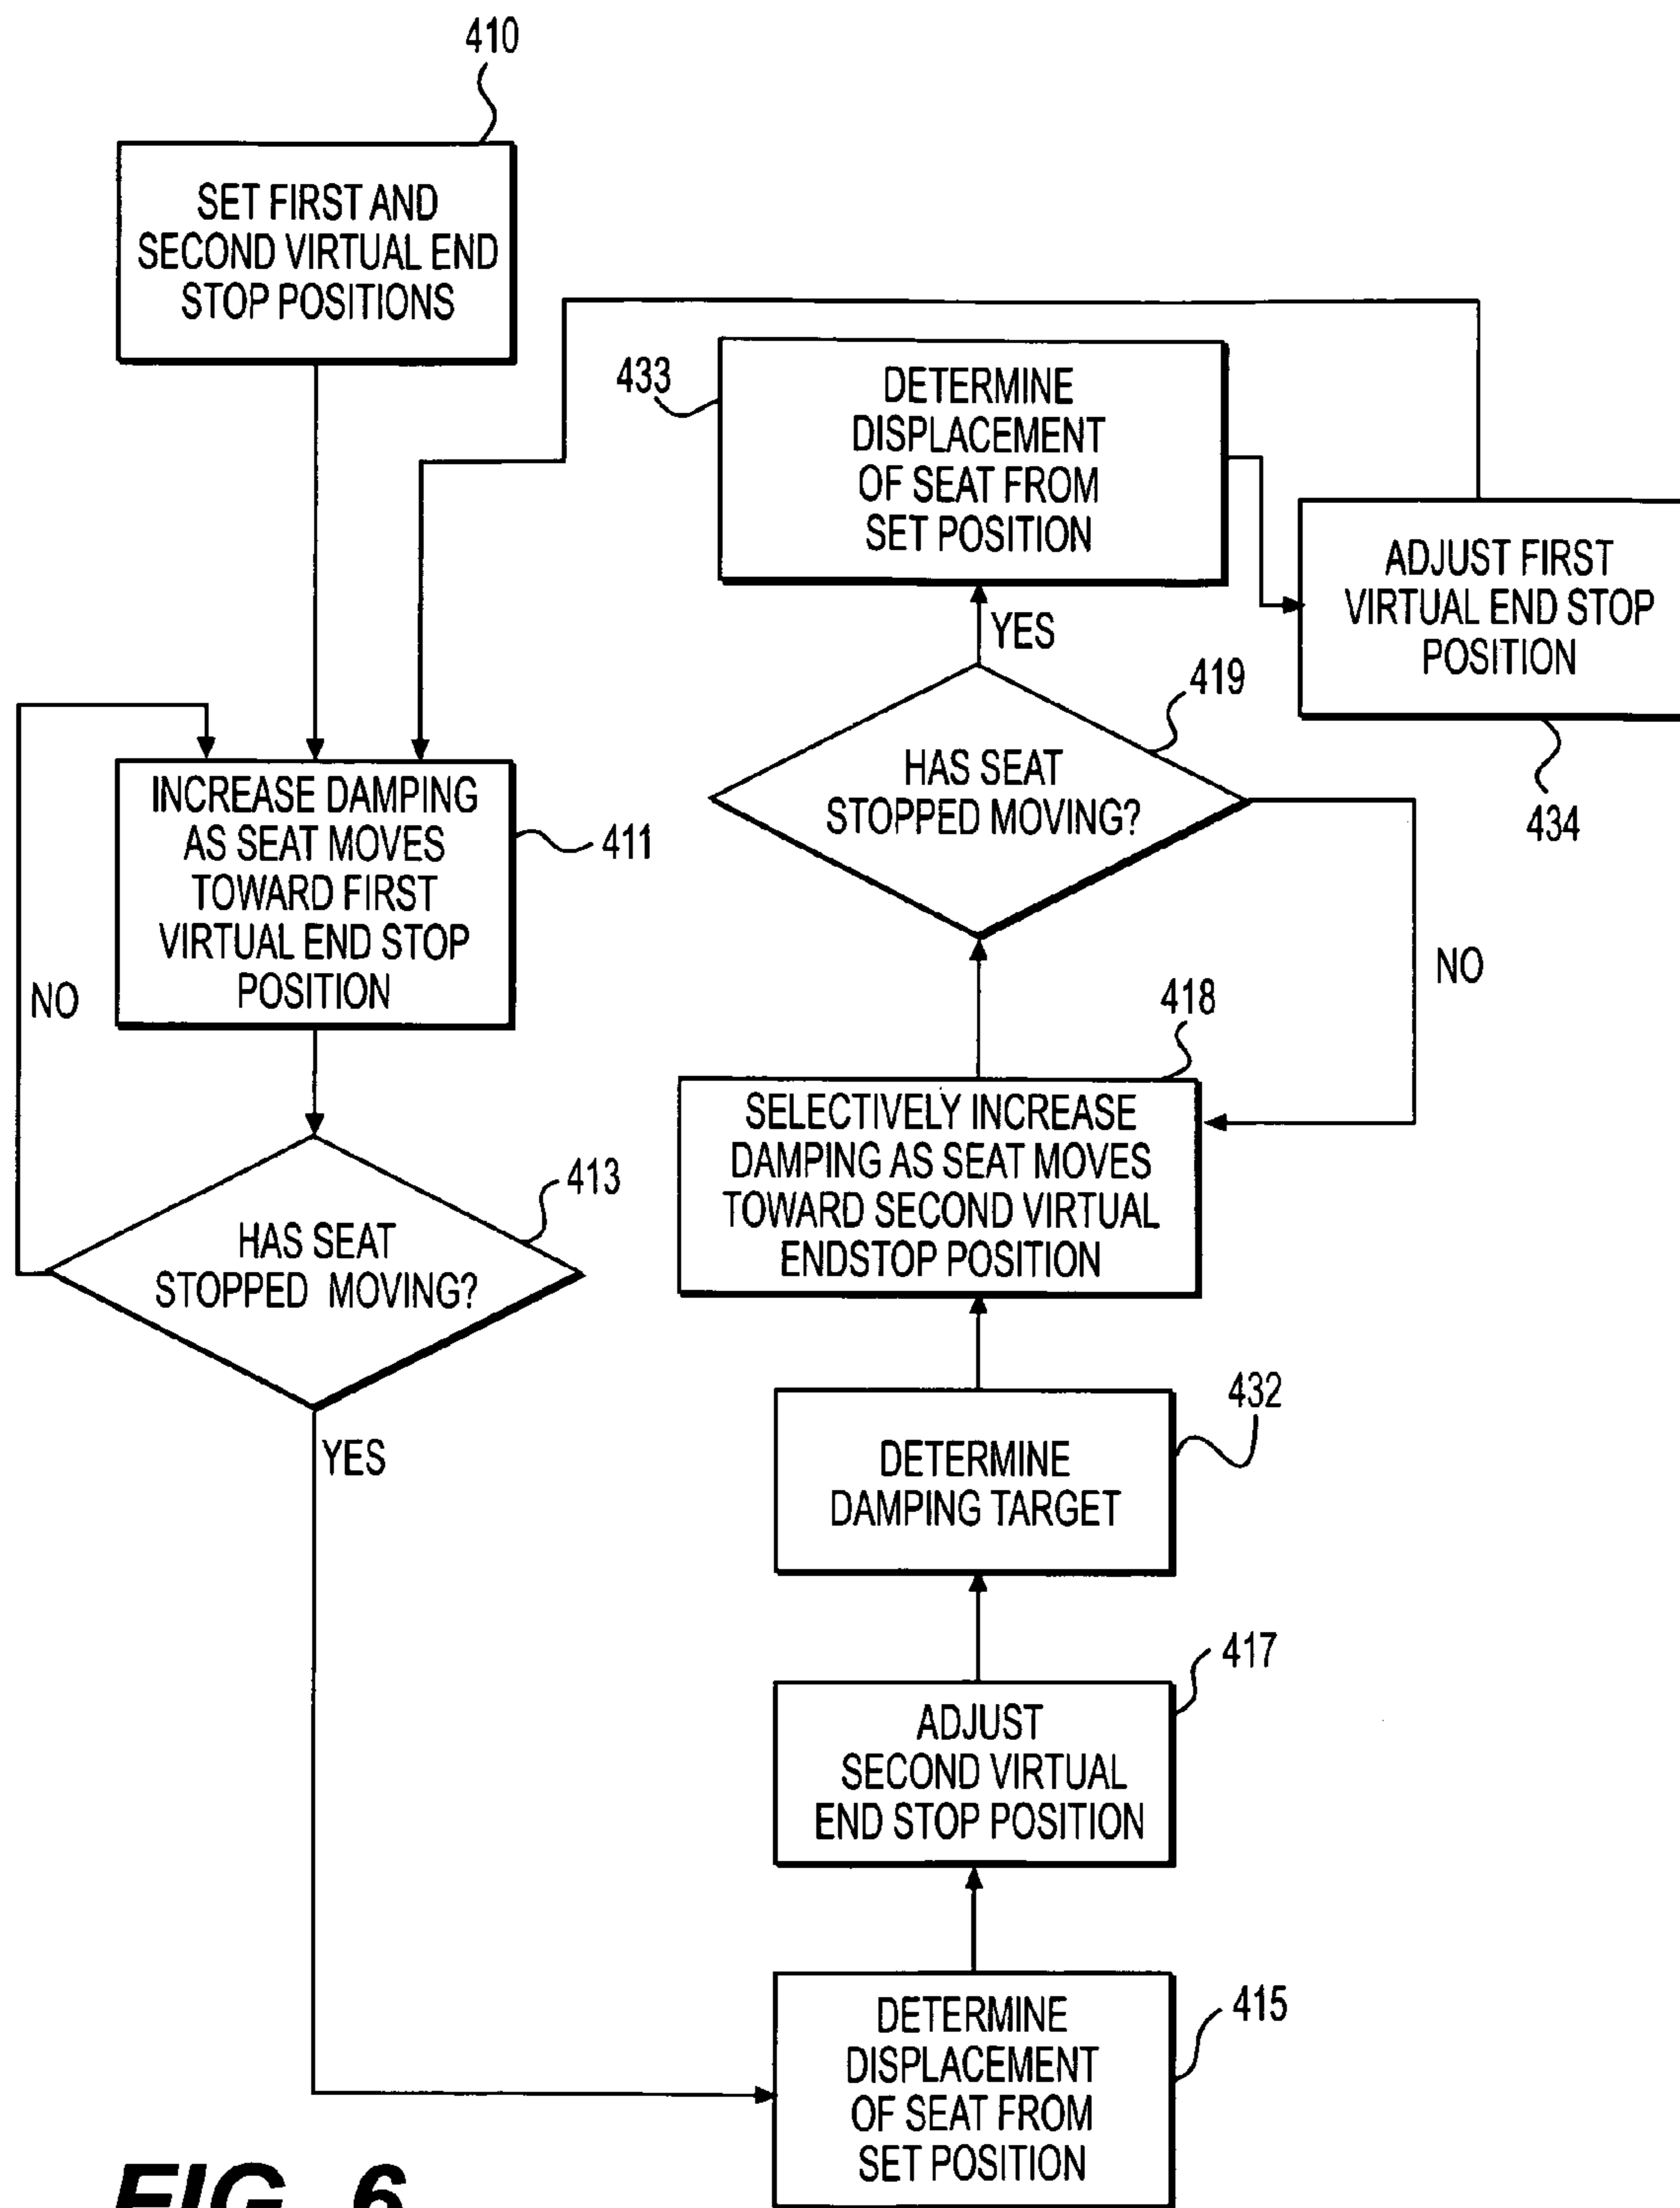 410
SET FIRST AND
SECOND VIRTUAL END
STOP POSITIONS
433
DETERMINE
DISPLACEMENT
OF SEAT FROM
SET POSITION
ADJUST FIRST
VIRTUAL END STOP
POSITION
434
YES
419
HAS SEAT
STOPPED MOVING?
NO
INCREASE DAMPING
AS SEAT MOVES
TOWARD FIRST
VIRTUAL END STOP
POSITION
411
NO
418
SELECTIVELY INCREASE
DAMPING AS SEAT MOVES
TOWARD SECOND VIRTUAL
ENDSTOP POSITION
413
HAS SEAT
STOPPED MOVING?
YES
432
DETERMINE
DAMPING TARGET
417
ADJUST
SECOND VIRTUAL
END STOP POSITION
415
DETERMINE
DISPLACEMENT
OF SEAT FROM
SET POSITION
FIG. 6